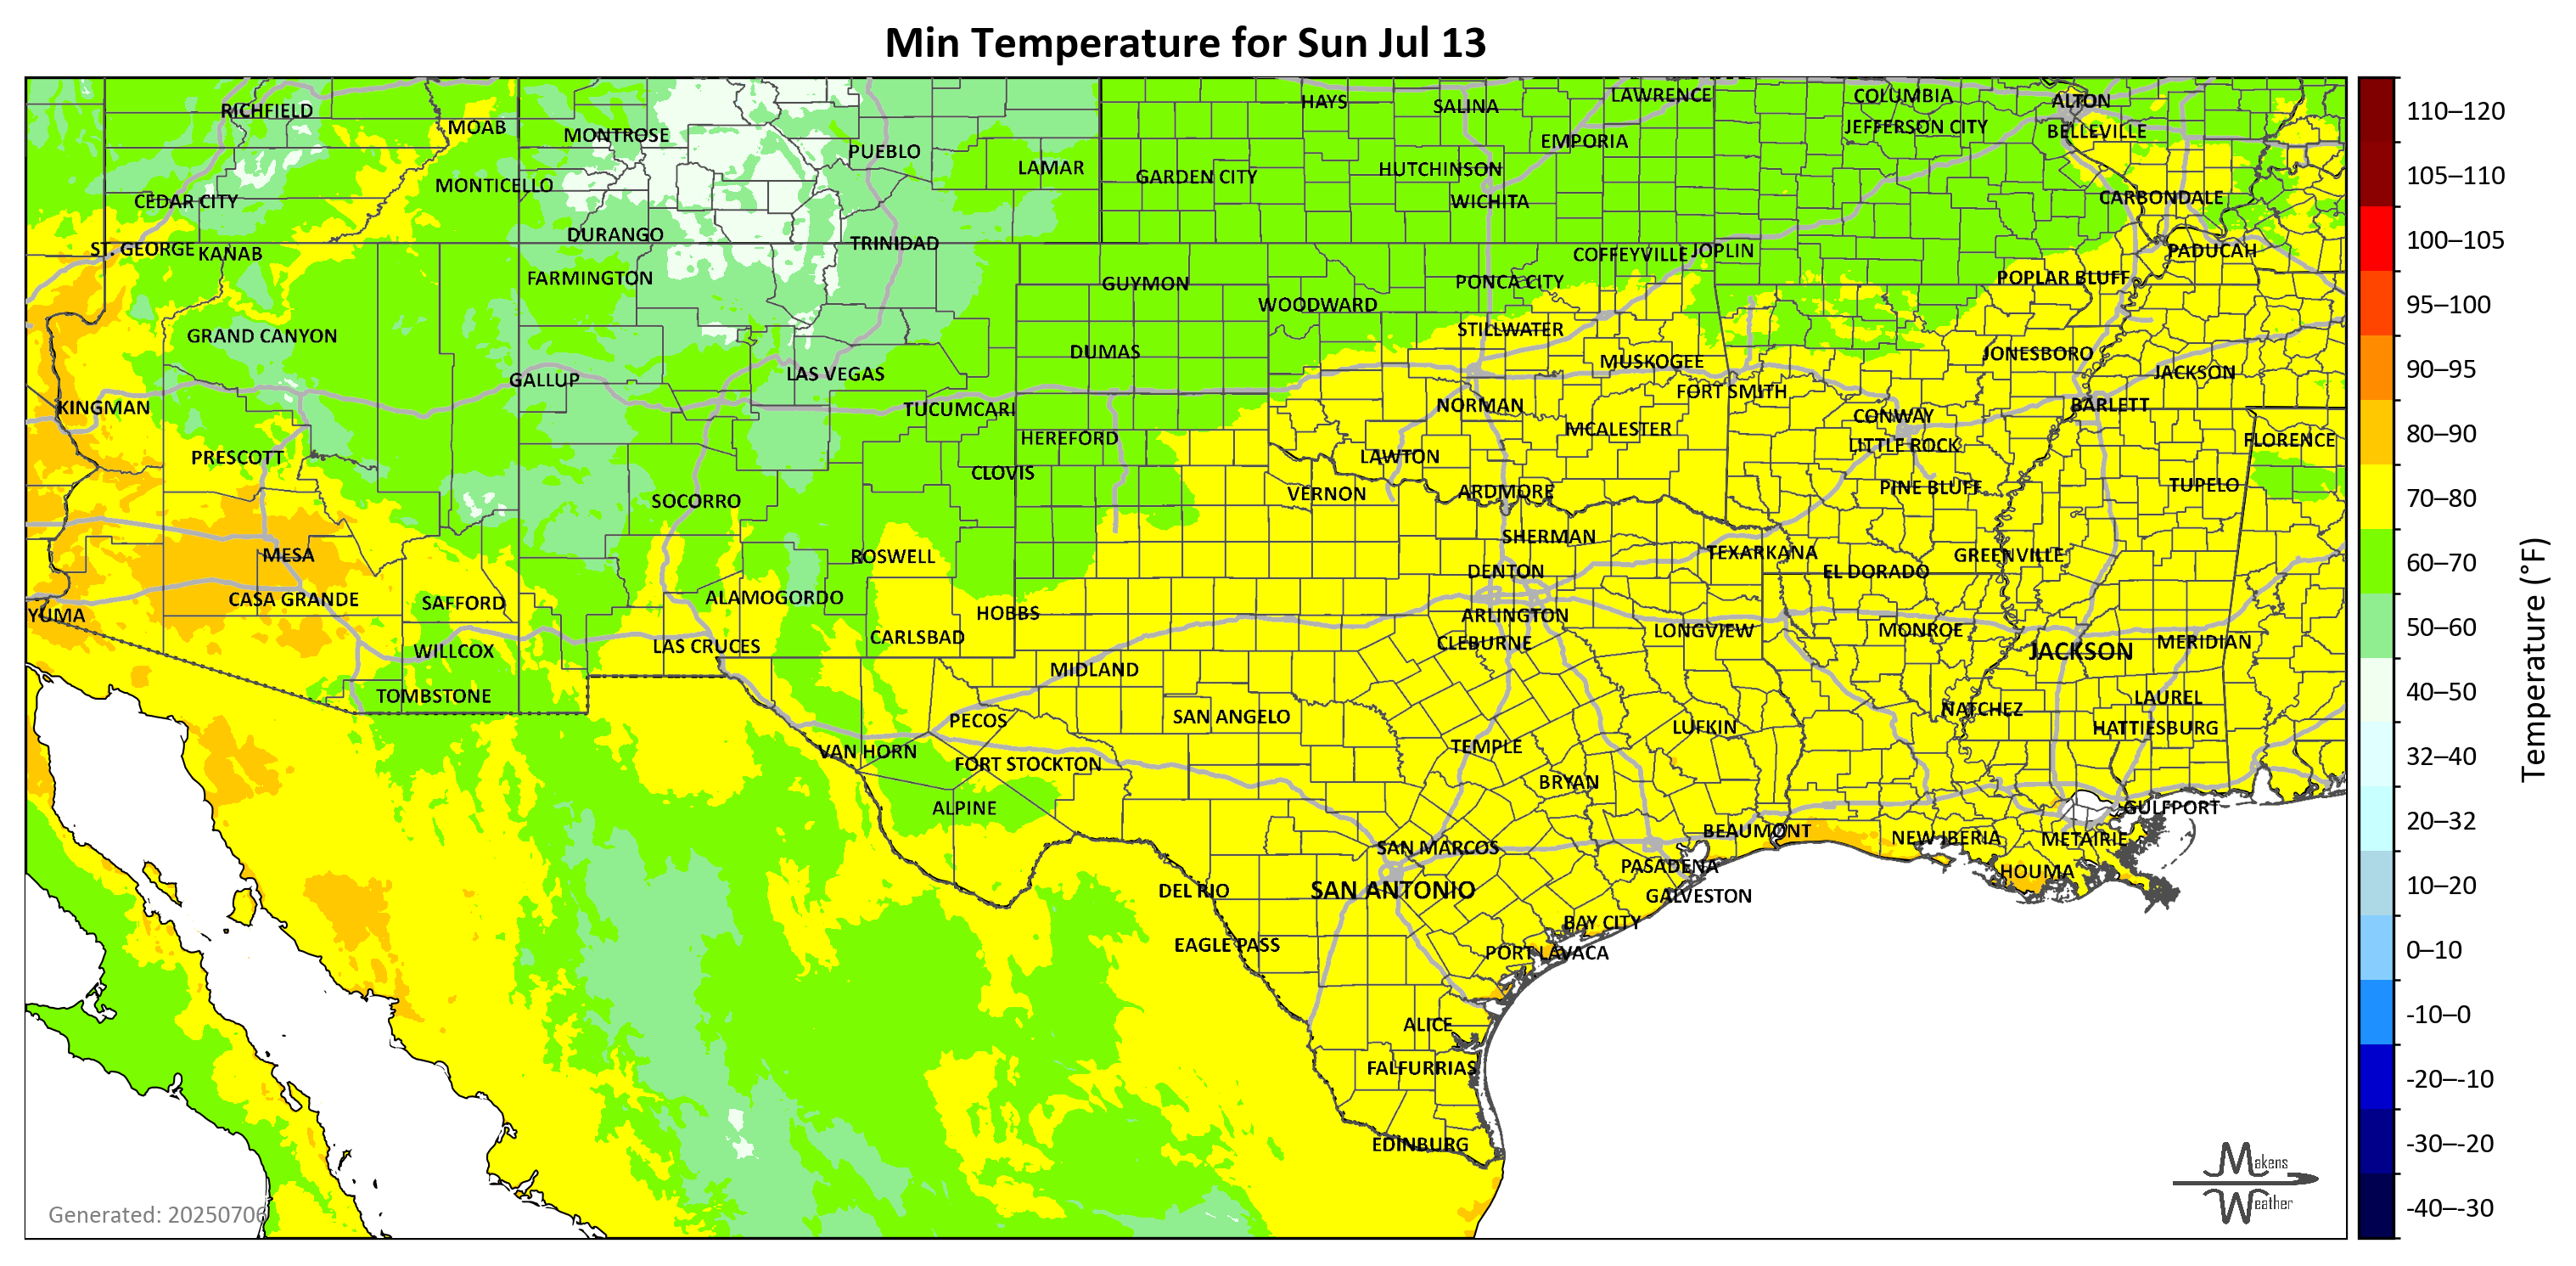 Min Temperature for Sun Jul 13
RICHFIELD
MOAB
MONTROSE
PUEBLO
LAMAR
HAYS
SALINA
LAWRENCE
COLUMBIA
ALTON
JEFFERSON CITY
BELLEVILLE
EMPORIA
GARDEN CITY
HUTCHINSON
WICHITA
CEDAR CITY
MONTICELLO
CARBONDALE
DURANGO
TRINIDAD
ST. GEORGE
KANAB
COFFEYVILLE
JOPLIN
PADUCAH
FARMINGTON
GUYMON
PONCA CITY
POPLAR BLUFF
WOODWARD
GRAND CANYON
STILLWATER
DUMAS
MUSKOGEE
JONESBORO
GALLUP
LAS VEGAS
FORT SMITH
JACKSON
KINGMAN
TUCUMCARI
NORMAN
CONWAY
BARLETT
HEREFORD
MCALESTER
LITTLE ROCK
FLORENCE
PRESCOTT
CLOVIS
LAWTON
SOCORRO
VERNON
ARDMORE
PINE BLUFF
TUPELO
MESA
ROSWELL
SHERMAN
TEXARKANA
GREENVILLE
DENTON
EL DORADO
YUMA
CASA GRANDE
SAFFORD
ALAMOGORDO
HOBBS
ARLINGTON
WILLCOX
LAS CRUCES
CARLSBAD
CLEBURNE
LONGVIEW
MONROE
JACKSON
MERIDIAN
TOMBSTONE
MIDLAND
PECOS
SAN ANGELO
LUFKIN
NATCHEZ
LAUREL
HATTIESBURG
VAN HORN
FORT STOCKTON
TEMPLE
ALPINE
BRYAN
GULFPORT
SAN MARCOS
BEAUMONT
NEW IBERIA
METAIRIE
DEL RIO
SAN ANTONIO
PASADENA
GALVESTON
HOUMA
EAGLE PASS
BAY CITY
PORT LAVACA
ALICE
FALFURRIAS
EDINBURG
Generated: 20250706
Makens
Weather
110–120
105–110
100–105
95–100
90–95
80–90
70–80
60–70
50–60
40–50
32–40
20–32
10–20
0–10
-10–0
-20–-10
-30–-20
-40–-30
Temperature (°F)